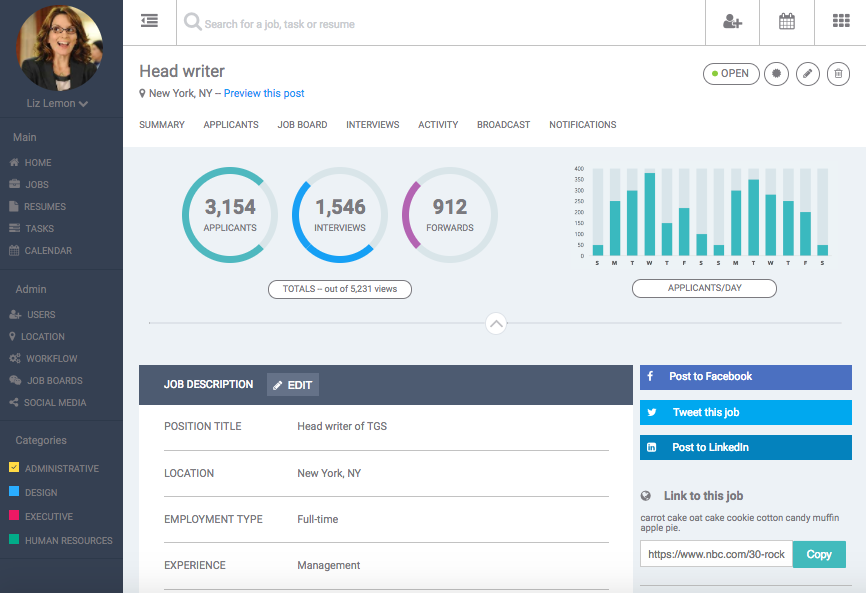 Liz Lemon
Main
HOME
JOBS
RESUMES
TASKS
CALENDAR
Admin
USERS
LOCATION
WORKFLOW
JOB BOARDS
SOCIAL MEDIA
Categories
ADMINISTRATIVE
DESIGN
EXECUTIVE
HUMAN RESOURCES
Search for a job, task or resume
Head writer
New York, NY – Preview this post
OPEN
SUMMARY APPLICANTS JOB BOARD INTERVIEWS ACTIVITY BROADCAST NOTIFICATIONS
3,154
APPLICANTS
1,546
INTERVIEWS
912
FORWARDS
TOTALS – out of 5,231 views
400
350
300
250
200
150
100
50
0
S M T W T F S S M T W T F S
APPLICANTS/DAY
JOB DESCRIPTION EDIT
POSITION TITLE Head writer of TGS
LOCATION New York, NY
EMPLOYMENT TYPE Full-time
EXPERIENCE Management
Post to Facebook
Tweet this job
Post to LinkedIn
Link to this job
carrot cake oat cake cookie cotton candy muffin
apple pie.
https://www.nbc.com/30-rock Copy